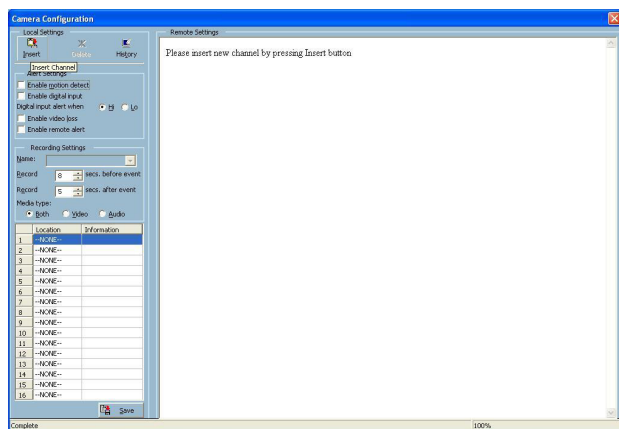 Camera Configuration
Local Settings
Insert Delete History
Insert Channel
Alert Settings
Enable motion detect
Enable digital input
Digital input alert when Hi Lo
Enable video loss
Enable remote alert
Recording Settings
Name:
Record 8 secs. before event
Record 5 secs. after event
Media type:
Both Video Audio
Location Information
1 --NONE--
2 --NONE--
3 --NONE--
4 --NONE--
5 --NONE--
6 --NONE--
7 --NONE--
8 --NONE--
9 --NONE--
10 --NONE--
11 --NONE--
12 --NONE--
13 --NONE--
14 --NONE--
15 --NONE--
16 --NONE--
Save
Remote Settings
Please insert new channel by pressing Insert button
Complete 100%